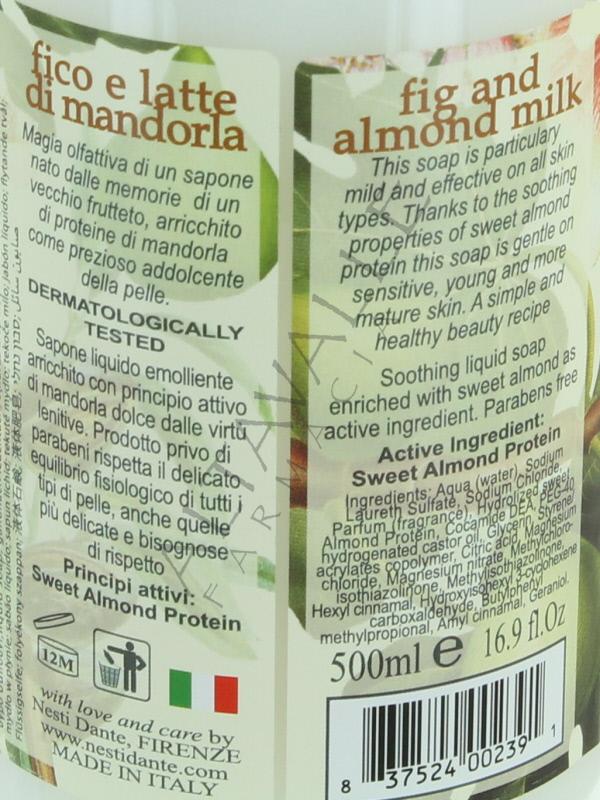 fico e latte
di mandorla
Magia olfattiva di un sapone
nato dalle memorie di un
vecchio frutteto, arricchito
di proteine di mandorla
come prezioso addolcente
della pelle.
DERMATOLOGICALLY
TESTED
Sapone liquido emolliente
arricchito con principio attivo
di mandorla dolce dalle virtù
lenitive. Prodotto privo di
parabeni rispetta il delicato
equilibrio fisiologico di tutti i
tipi di pelle, anche quelle
più delicate e bisognose
di rispetto
Principi attivi:
Sweet Almond Protein
12M
with love and care by
Nesti Dante, FIRENZE
www.nestidante.com
MADE IN ITALY
fig and
almond milk
This soap is particulary
mild and effective on all skin
types. Thanks to the soothing
properties of sweet almond
protein this soap is gentle on
sensitive, young and more
mature skin. A simple and
healthy beauty recipe
Soothing liquid soap
enriched with sweet almond as
active ingredient. Parabens free
Active Ingredient:
Sweet Almond Protein
Ingredients: Aqua (water), Sodium
Laureth Sulfate, Sodium Chloride,
Parfum (fragrance), Hydrolized sweet
Almond Protein, Cocamide DEA, PEG-40
hydrogenated castor oil, Glycerin, Styrene/
acrylates copolymer, Citric acid, Magnesium
chloride, Magnesium nitrate, Methylchloro-
isothiazolinone, Methylisothiazolinone,
Hexyl cinnamal, Hydroxyisohexyl 3-cyclohexene
carboxaldehyde, Butylphenyl
methylpropional, Amyl cinnamal, Geraniol.
500ml e 16.9 fl.Oz
8 37524 00239 1
ALTAVALLE
FARMACIA